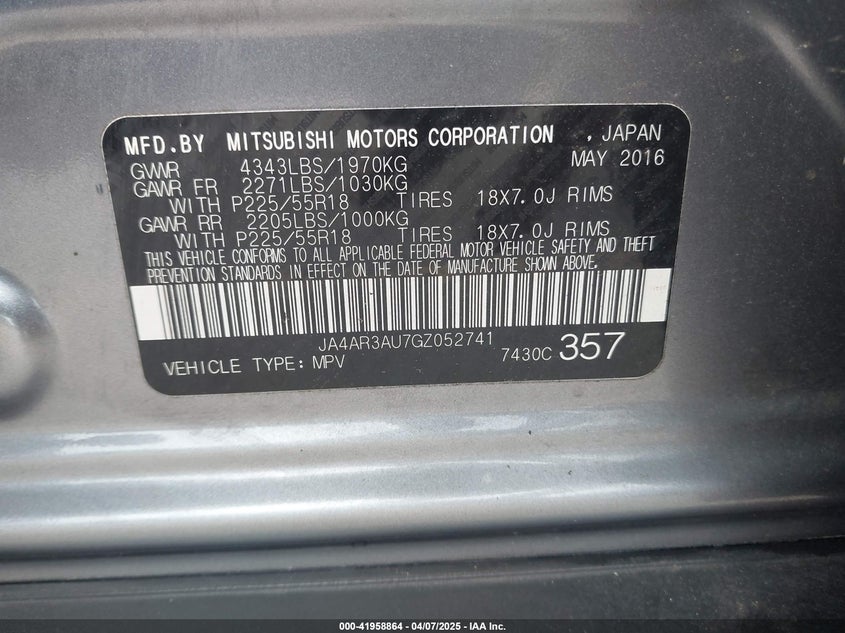 MFD.BY MITSUBISHI MOTORS CORPORATION , JAPAN
GWWR 4343LBS/1970KG MAY 2016
GAWR FR 2271LBS/1030KG
WITH P225/55R18 TIRES 18X7.0J RIMS
GAWR RR 2205LBS/1000KG
WITH P225/55R18 TIRES 18X7.0J RIMS
THIS VEHICLE CONFORMS TO ALL APPLICABLE FEDERAL MOTOR VEHICLE SAFETY AND THEFT
PREVENTION STANDARDS IN EFFECT ON THE DATE OF MANUFACTURE SHOWN ABOVE.
JA4AR3AU7GZ052741
VEHICLE TYPE: MPV 7430C 357
000-41958864 - 04/07/2025 - IAA Inc.